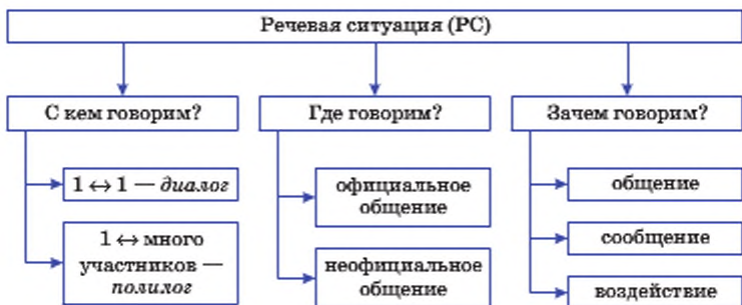 Речевая ситуация (РС)
С кем говорим?
1 ↔ 1 — диалог
1 ↔ много
участников —
полилог
Где говорим?
официальное
общение
неофициальное
общение
Зачем говорим?
общение
сообщение
воздействие